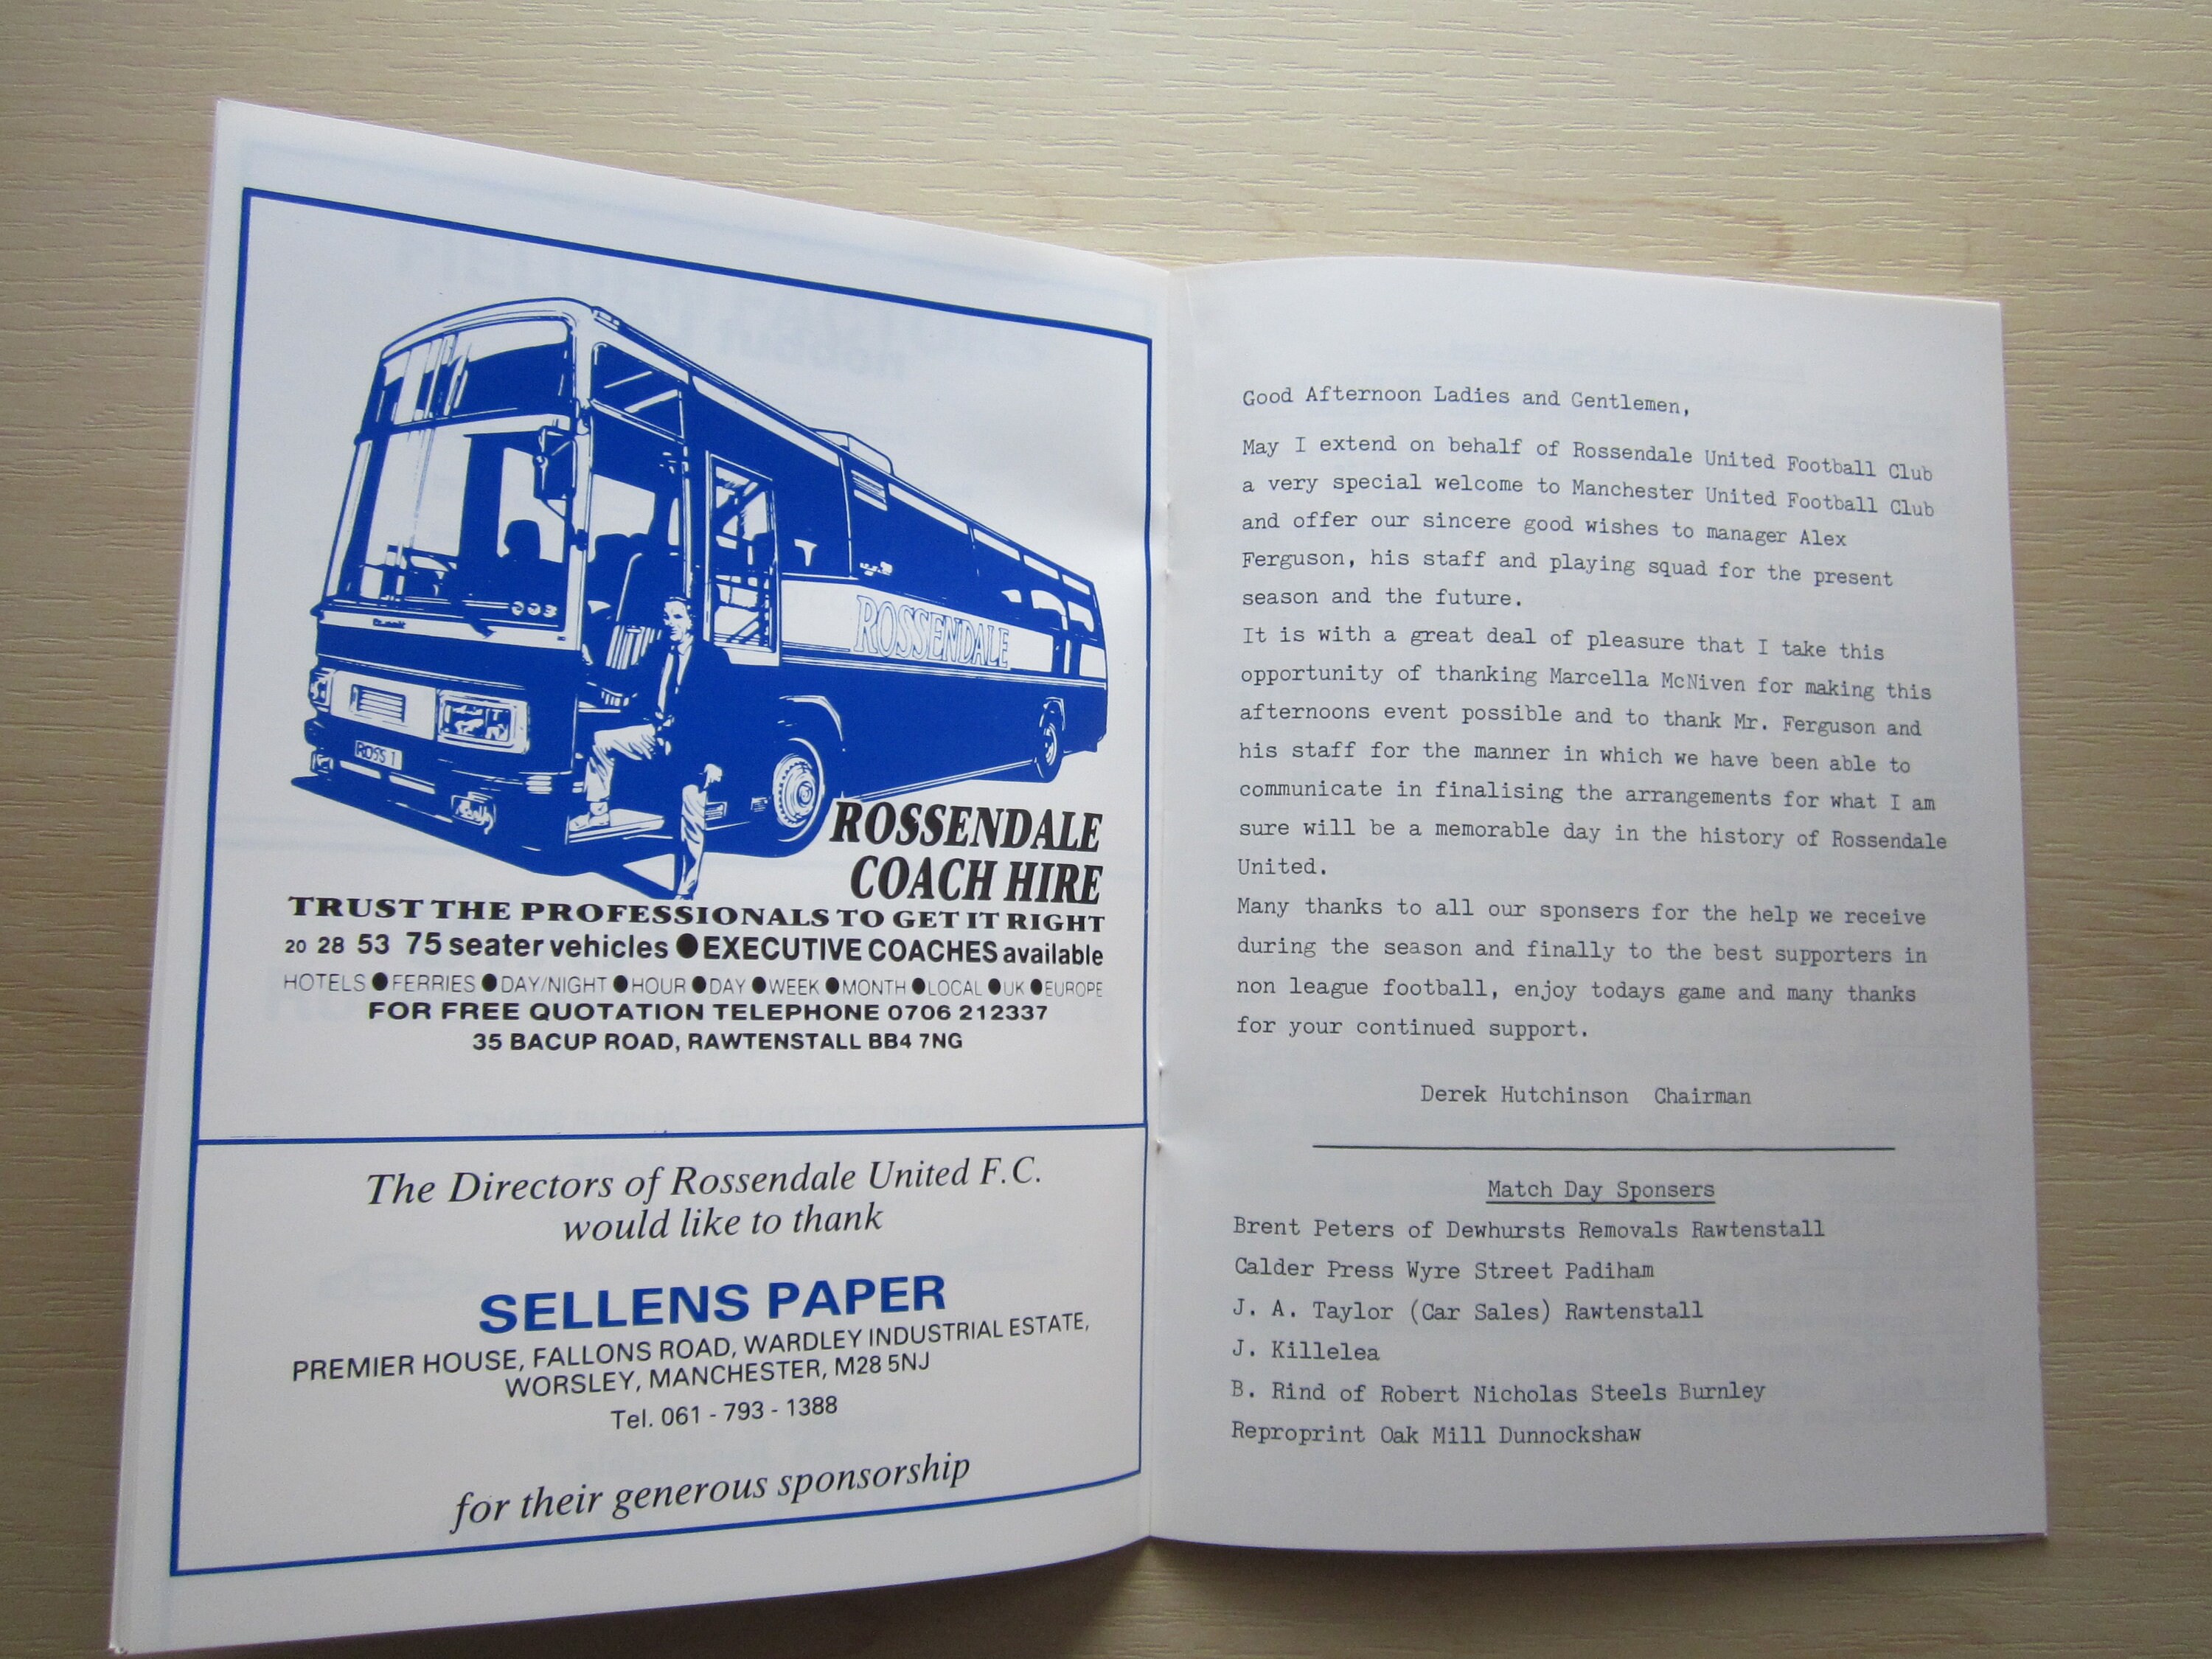 ROSSENDALE
ROSS 1
ROSSENDALE
COACH HIRE
TRUST THE PROFESSIONALS TO GET IT RIGHT
20 28 53 75 seater vehicles ● EXECUTIVE COACHES available
HOTELS ● FERRIES ● DAY/NIGHT ● HOUR ● DAY ● WEEK ● MONTH ● LOCAL ● UK ● EUROPE
FOR FREE QUOTATION TELEPHONE 0706 212337
35 BACUP ROAD, RAWTENSTALL BB4 7NG
The Directors of Rossendale United F.C.
would like to thank
SELLENS PAPER
PREMIER HOUSE, FALLONS ROAD, WARDLEY INDUSTRIAL ESTATE,
WORSLEY, MANCHESTER, M28 5NJ
Tel. 061 - 793 - 1388
for their generous sponsorship
Good Afternoon Ladies and Gentlemen,
May I extend on behalf of Rossendale United Football Club
a very special welcome to Manchester United Football Club
and offer our sincere good wishes to manager Alex
Ferguson, his staff and playing squad for the present
season and the future.
It is with a great deal of pleasure that I take this
opportunity of thanking Marcella McNiven for making this
afternoons event possible and to thank Mr. Ferguson and
his staff for the manner in which we have been able to
communicate in finalising the arrangements for what I am
sure will be a memorable day in the history of Rossendale
United.
Many thanks to all our sponsers for the help we receive
during the season and finally to the best supporters in
non league football, enjoy todays game and many thanks
for your continued support.
Derek Hutchinson Chairman
Match Day Sponsers
Brent Peters of Dewhursts Removals Rawtenstall
Calder Press Wyre Street Padiham
J. A. Taylor (Car Sales) Rawtenstall
J. Killelea
B. Rind of Robert Nicholas Steels Burnley
Reproprint Oak Mill Dunnockshaw